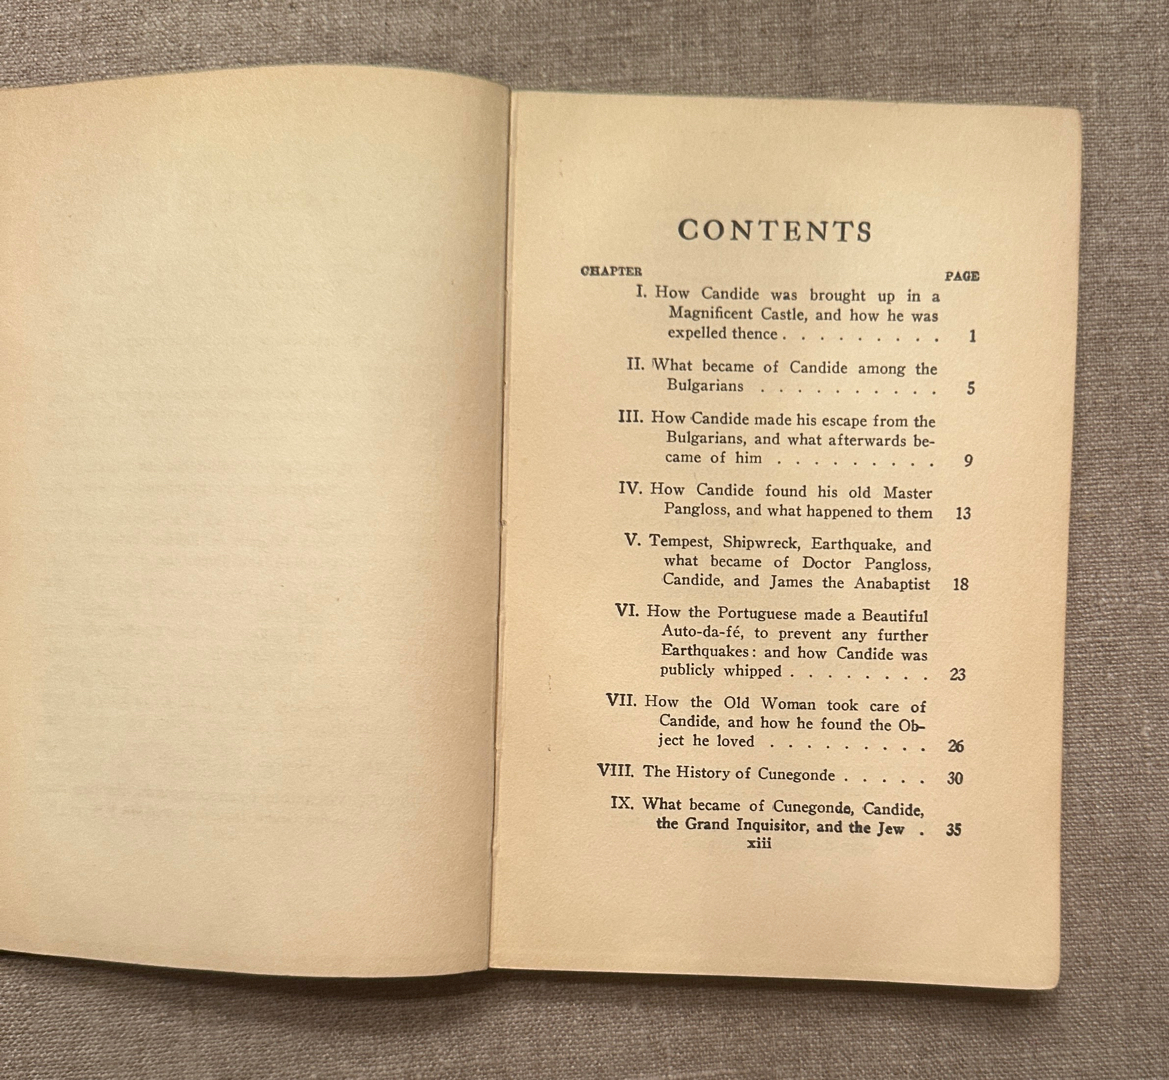 CONTENTS
CHAPTER PAGE
I. How Candide was brought up in a
Magnificent Castle, and how he was
expelled thence . . . . . . . . . 1
II. What became of Candide among the
Bulgarians . . . . . . . . . . 5
III. How Candide made his escape from the
Bulgarians, and what afterwards be-
came of him . . . . . . . . . 9
IV. How Candide found his old Master
Pangloss, and what happened to them 13
V. Tempest, Shipwreck, Earthquake, and
what became of Doctor Pangloss,
Candide, and James the Anabaptist 18
VI. How the Portuguese made a Beautiful
Auto-da-fé, to prevent any further
Earthquakes: and how Candide was
publicly whipped . . . . . . . . 23
VII. How the Old Woman took care of
Candide, and how he found the Ob-
ject he loved . . . . . . . . . 26
VIII. The History of Cunegonde . . . . . 30
IX. What became of Cunegonde, Candide,
the Grand Inquisitor, and the Jew . 35
xiii